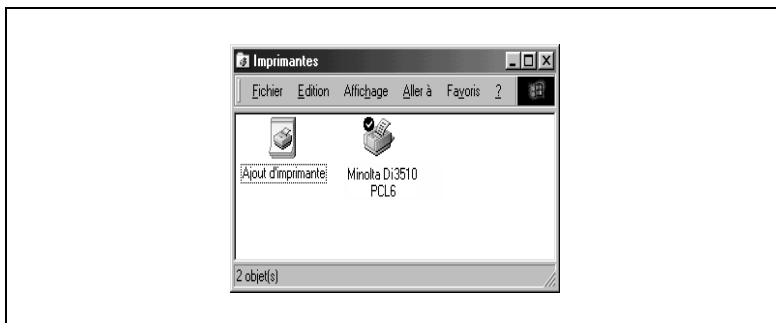 Imprimantes
Fichier Edition Affichage Aller à Favoris ?
Ajout d'imprimante
Minolta Di3510
PCL6
2 objet(s)